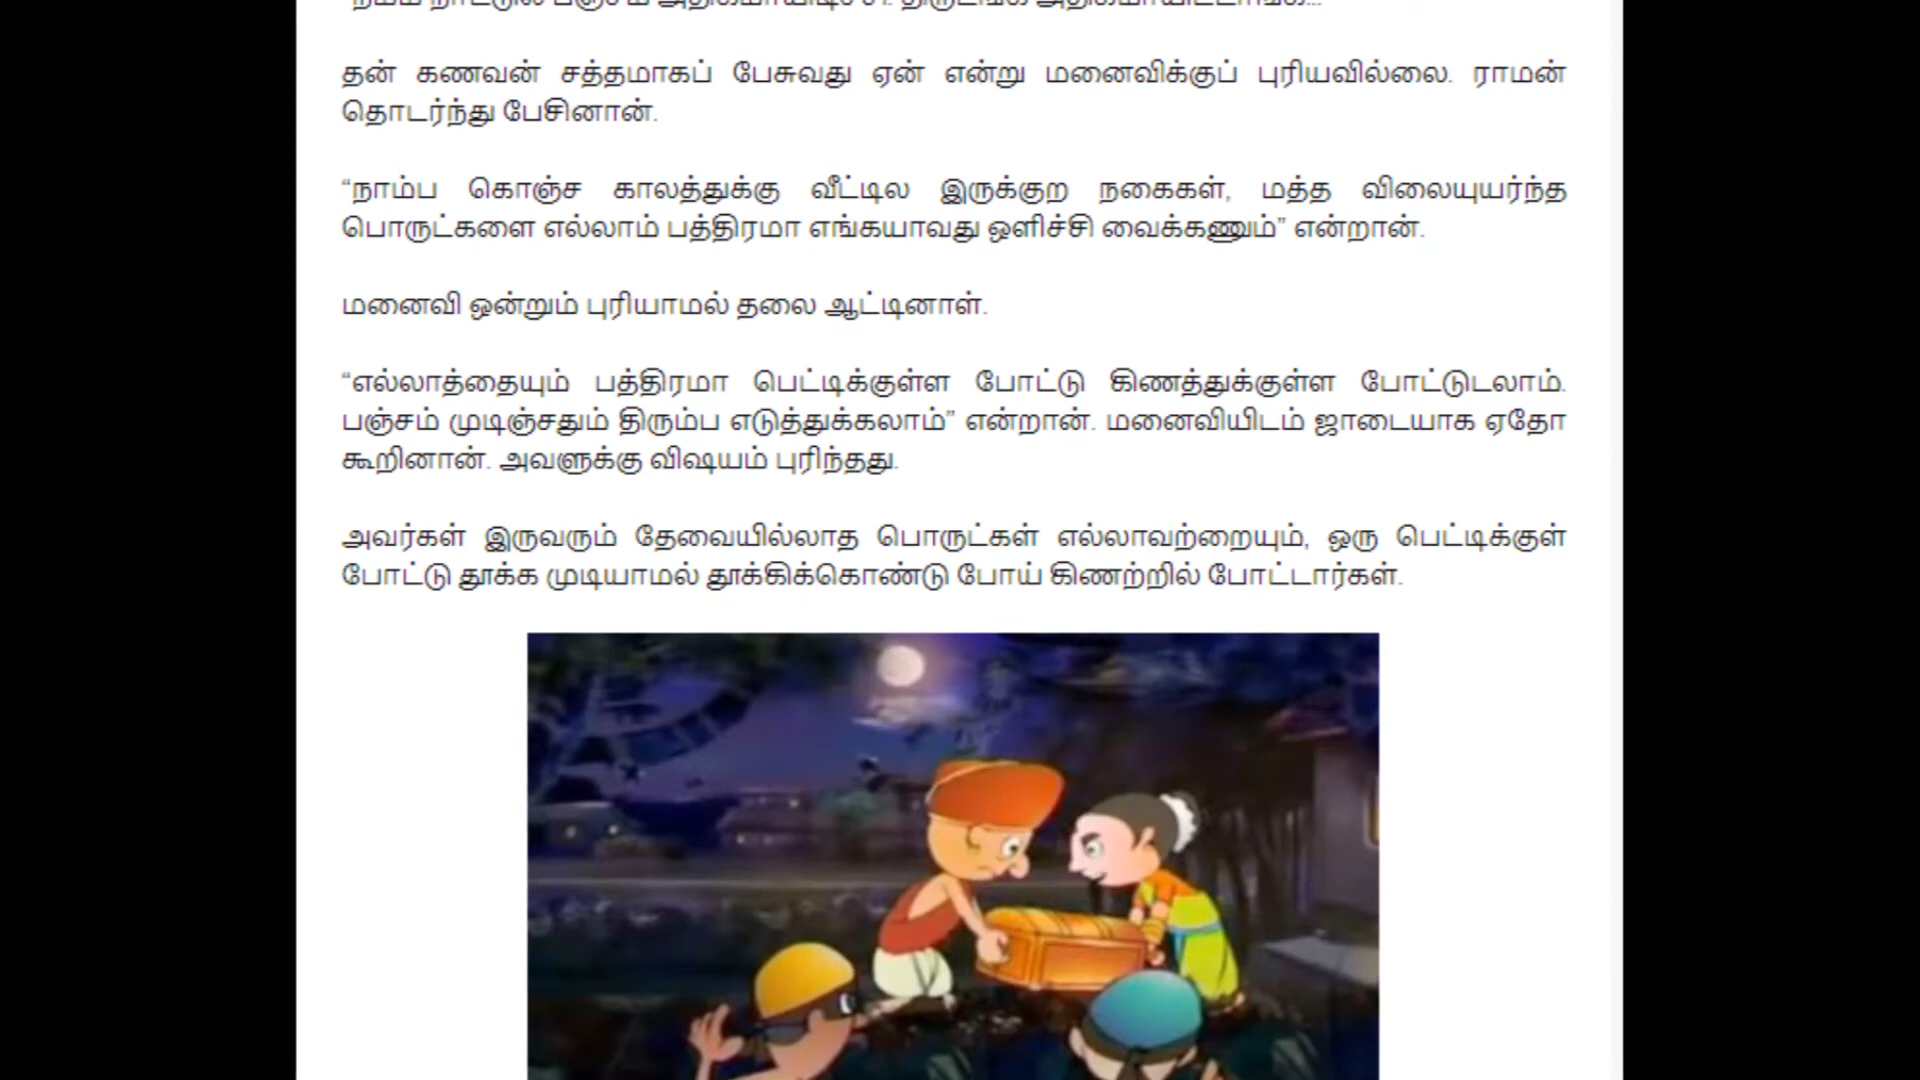 தன் கணவன் சத்தமாகப் பேசுவது ஏன் என்று மனைவிக்குப் புரியவில்லை. ராமன்
தொடர்ந்து பேசினான்.
“நாம்ப கொஞ்ச காலத்துக்கு வீட்டில இருக்குற நகைகள், மத்த விலையுயர்ந்த
பொருட்களை எல்லாம் பத்திரமா எங்கயாவது ஒளிச்சி வைக்கணும்” என்றான்.
மனைவி ஒன்றும் புரியாமல் தலை ஆட்டினாள்.
“எல்லாத்தையும் பத்திரமா பெட்டிக்குள்ள போட்டு கிணத்துக்குள்ள போட்டுடலாம்.
பஞ்சம் முடிஞ்சதும் திரும்ப எடுத்துக்கலாம்” என்றான். மனைவியிடம் ஜாடையாக ஏதோ
கூறினான். அவளுக்கு விஷயம் புரிந்தது.
அவர்கள் இருவரும் தேவையில்லாத பொருட்கள் எல்லாவற்றையும், ஒரு பெட்டிக்குள்
போட்டு தூக்க முடியாமல் தூக்கிக்கொண்டு போய் கிணற்றில் போட்டார்கள்.